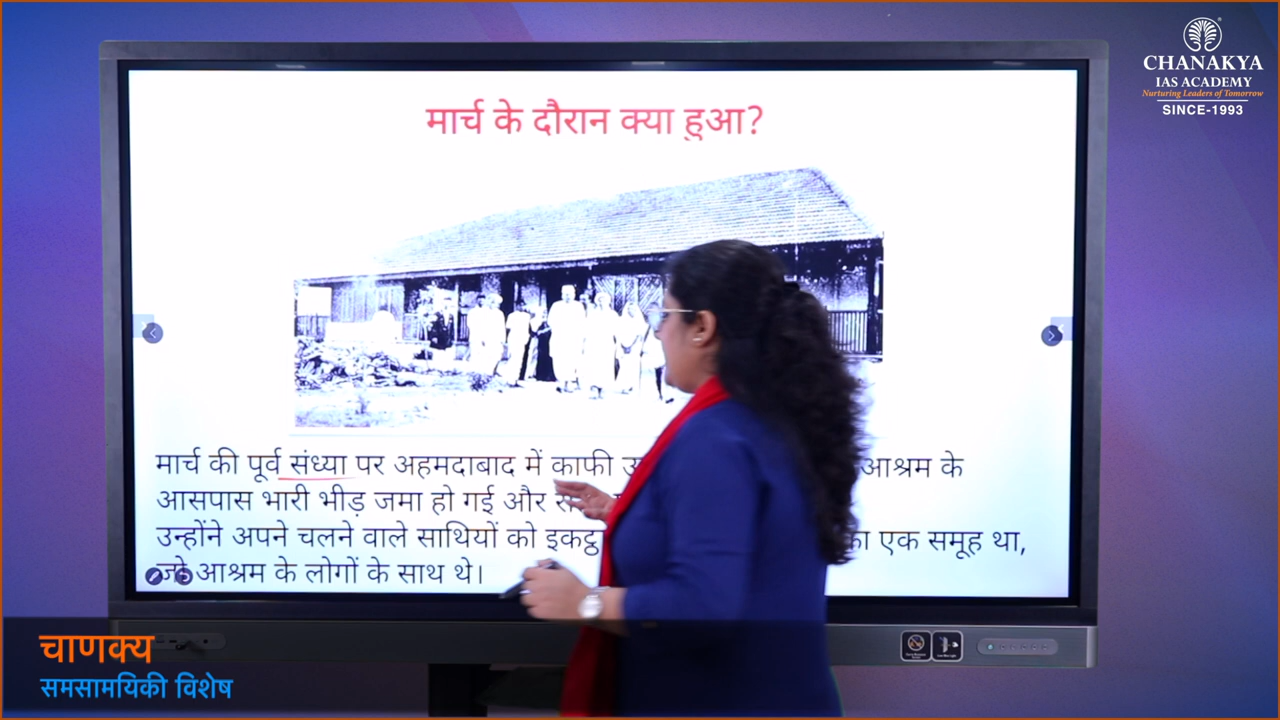 CHANAKYA
IAS ACADEMY
Nurturing Leaders of Tomorrow
SINCE-1993
मार्च के दौरान क्या हुआ?
मार्च की पूर्व संध्या पर अहमदाबाद में काफी आश्रम के
आसपास भारी भीड़ जमा हो गई और
उन्होंने अपने चलने वाले साथियों को एक समूह था,
जो आश्रम के लोगों के साथ थे।
चाणक्य
समसामयिकी विशेष